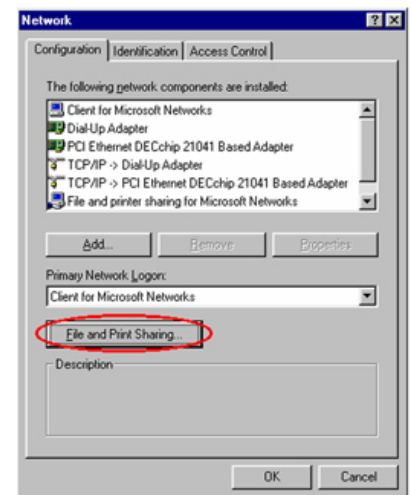 Network
Configuration Identification Access Control
The following network components are installed:
Client for Microsoft Networks
Dial-Up Adapter
PCI Ethernet DECchip 21041 Based Adapter
TCP/IP -> Dial-Up Adapter
TCP/IP -> PCI Ethernet DECchip 21041 Based Adapter
File and printer sharing for Microsoft Networks
Add... Remove Properties
Primary Network Logon:
Client for Microsoft Networks
File and Print Sharing...
Description
OK Cancel